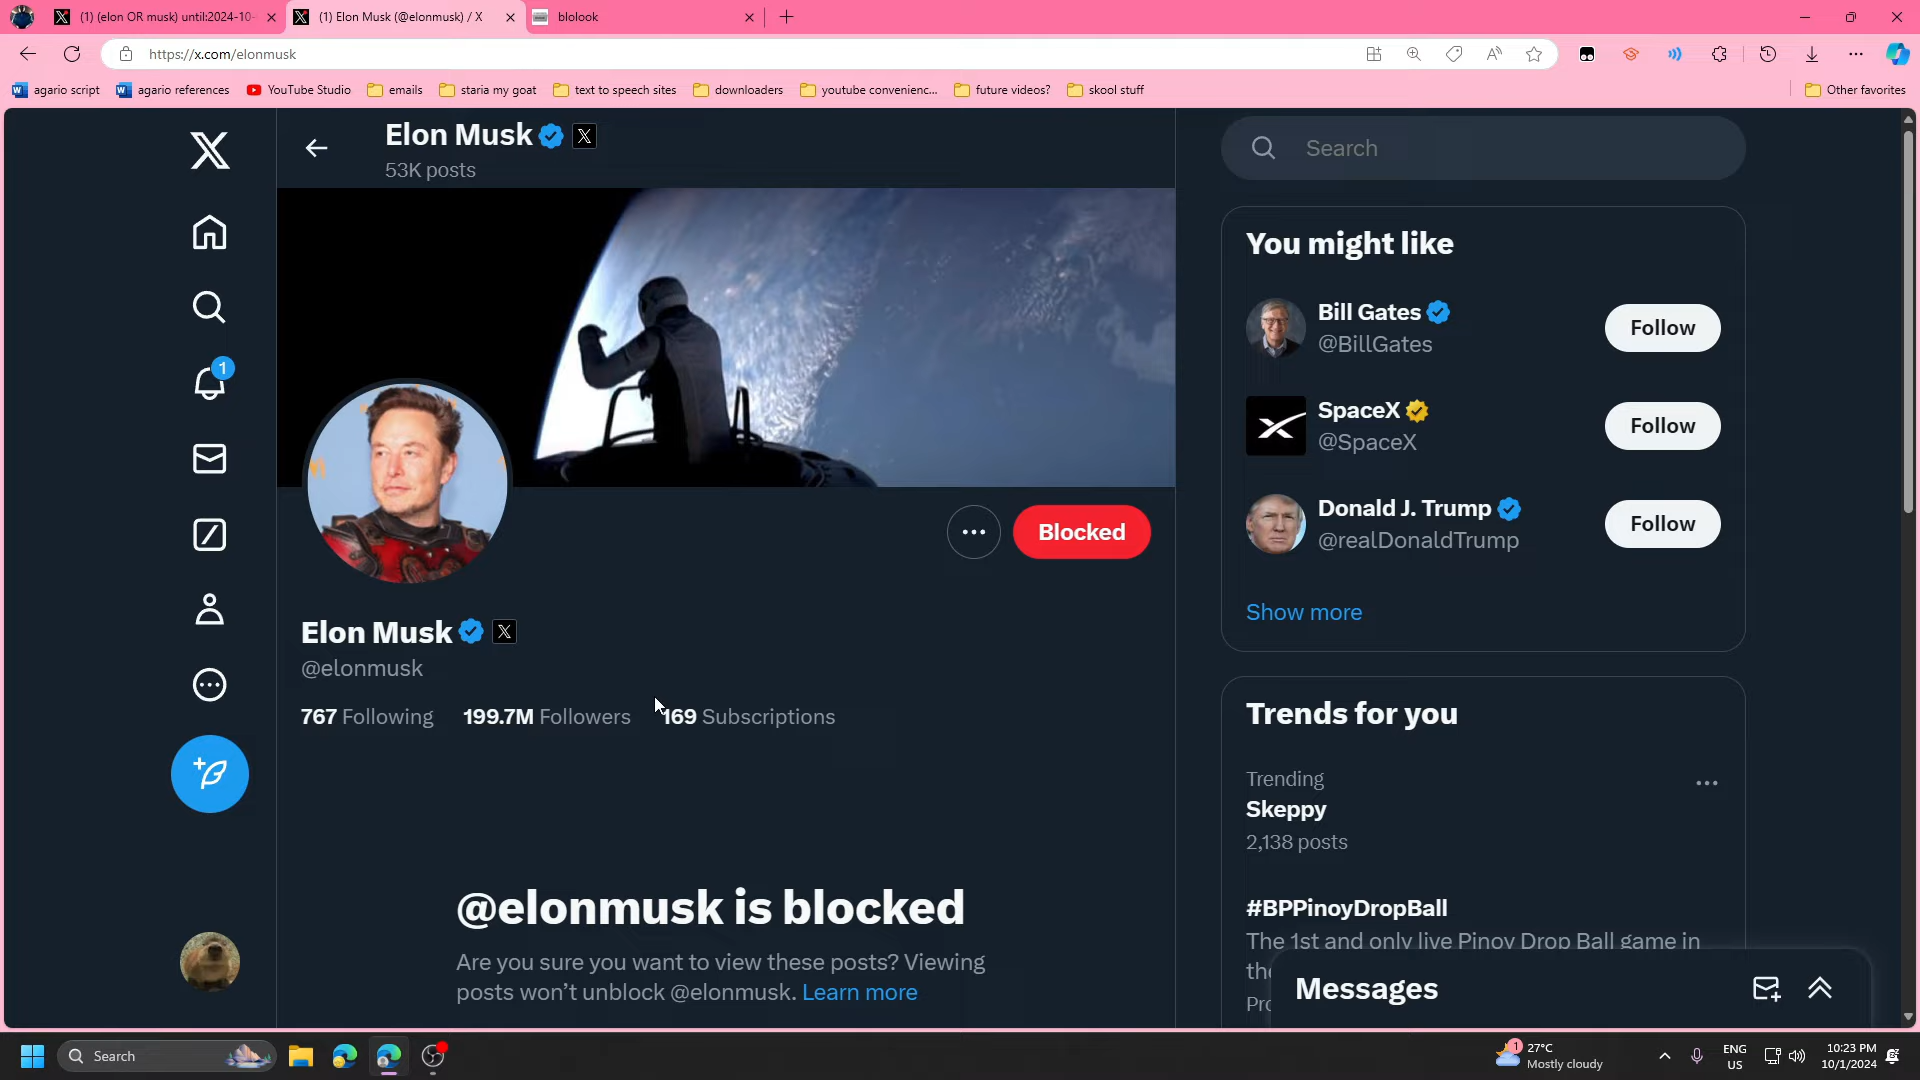 (1) (elon OR musk) until:2024-10-
(1) Elon Musk (@elonmusk) / X
blolook
https://x.com/elonmusk
agario script
agario references
YouTube Studio
emails
staria my goat
text to speech sites
downloaders
youtube convenienc...
future videos?
skool stuff
Other favorites
Elon Musk
53K posts
Search
You might like
Bill Gates
@BillGates
Follow
SpaceX
@SpaceX
Follow
Donald J. Trump
@realDonaldTrump
Follow
Show more
1
Blocked
Elon Musk
@elonmusk
767 Following 199.7M Followers 169 Subscriptions
@elonmusk is blocked
Are you sure you want to view these posts? Viewing
posts won’t unblock @elonmusk. Learn more
Trends for you
Trending
Skeppy
2,138 posts
#BPPinoyDropBall
The 1st and only live Pinoy Drop Ball game in
the
Pro
Messages
Search
1
27°C
Mostly cloudy
ENG
US
10:23 PM
10/1/2024